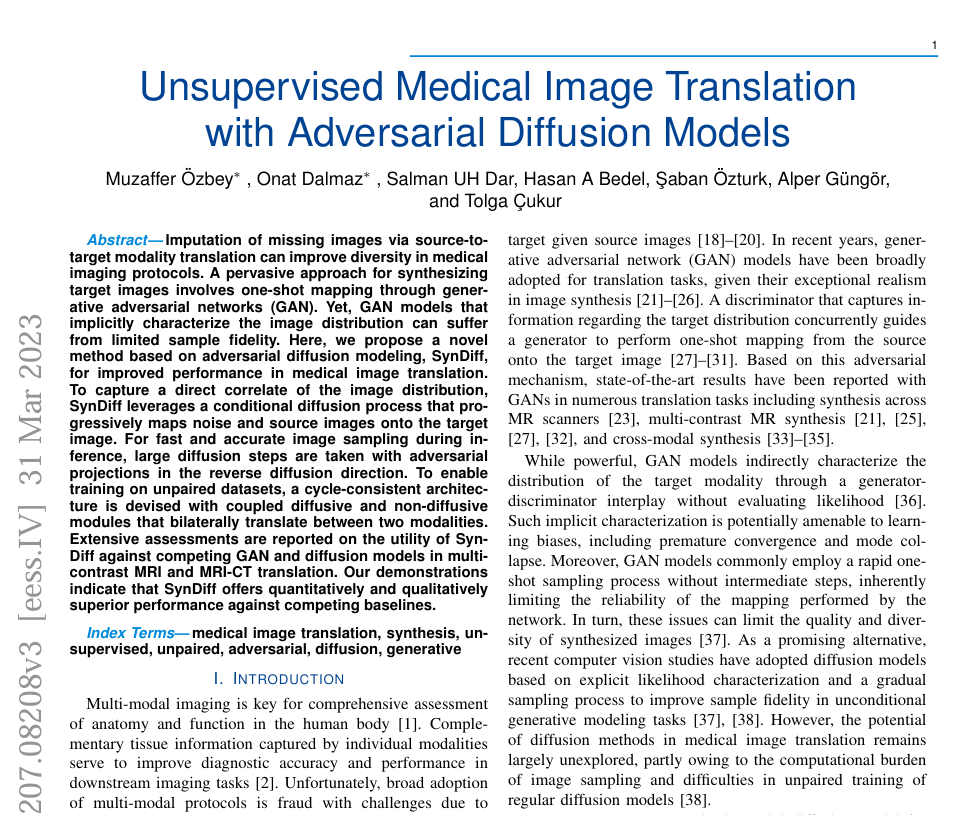 1
Unsupervised Medical Image Translation
with Adversarial Diffusion Models
Muzaffer Özbey* , Onat Dalmaz* , Salman UH Dar, Hasan A Bedel, Şaban Özturk, Alper Güngör,
and Tolga Çukur
Abstract—Imputation of missing images via source-to-
target modality translation can improve diversity in medical
imaging protocols. A pervasive approach for synthesizing
target images involves one-shot mapping through gener-
ative adversarial networks (GAN). Yet, GAN models that
implicitly characterize the image distribution can suffer
from limited sample fidelity. Here, we propose a novel
method based on adversarial diffusion modeling, SynDiff,
for improved performance in medical image translation.
To capture a direct correlate of the image distribution,
SynDiff leverages a conditional diffusion process that pro-
gressively maps noise and source images onto the target
image. For fast and accurate image sampling during in-
ference, large diffusion steps are taken with adversarial
projections in the reverse diffusion direction. To enable
training on unpaired datasets, a cycle-consistent architec-
ture is devised with coupled diffusive and non-diffusive
modules that bilaterally translate between two modalities.
Extensive assessments are reported on the utility of Syn-
Diff against competing GAN and diffusion models in multi-
contrast MRI and MRI-CT translation. Our demonstrations
indicate that SynDiff offers quantitatively and qualitatively
superior performance against competing baselines.
Index Terms—medical image translation, synthesis, un-
supervised, unpaired, adversarial, diffusion, generative
I. INTRODUCTION
Multi-modal imaging is key for comprehensive assessment
of anatomy and function in the human body [1]. Comple-
mentary tissue information captured by individual modalities
serve to improve diagnostic accuracy and performance in
downstream imaging tasks [2]. Unfortunately, broad adoption
of multi-modal protocols is fraud with challenges due to
target given source images [18]–[20]. In recent years, gener-
ative adversarial network (GAN) models have been broadly
adopted for translation tasks, given their exceptional realism
in image synthesis [21]–[26]. A discriminator that captures in-
formation regarding the target distribution concurrently guides
a generator to perform one-shot mapping from the source
onto the target image [27]–[31]. Based on this adversarial
mechanism, state-of-the-art results have been reported with
GANs in numerous translation tasks including synthesis across
MR scanners [23], multi-contrast MR synthesis [21], [25],
[27], [32], and cross-modal synthesis [33]–[35].
While powerful, GAN models indirectly characterize the
distribution of the target modality through a generator-
discriminator interplay without evaluating likelihood [36].
Such implicit characterization is potentially amenable to learn-
ing biases, including premature convergence and mode col-
lapse. Moreover, GAN models commonly employ a rapid one-
shot sampling process without intermediate steps, inherently
limiting the reliability of the mapping performed by the
network. In turn, these issues can limit the quality and diver-
sity of synthesized images [37]. As a promising alternative,
recent computer vision studies have adopted diffusion models
based on explicit likelihood characterization and a gradual
sampling process to improve sample fidelity in unconditional
generative modeling tasks [37], [38]. However, the potential
of diffusion methods in medical image translation remains
largely unexplored, partly owing to the computational burden
of image sampling and difficulties in unpaired training of
regular diffusion models [38].
207.08208v3 [eess.IV] 31 Mar 2023